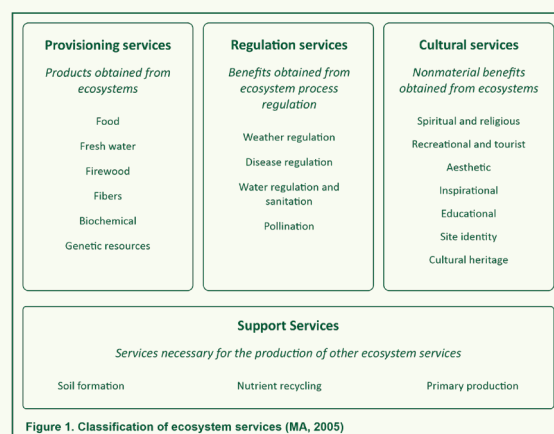 Provisioning services
Products obtained from
ecosystems
Food
Fresh water
Firewood
Fibers
Biochemical
Genetic resources
Regulation services
Benefits obtained from
ecosystem process
regulation
Weather regulation
Disease regulation
Water regulation and
sanitation
Pollination
Cultural services
Nonmaterial benefits
obtained from ecosystems
Spiritual and religious
Recreational and tourist
Aesthetic
Inspirational
Educational
Site identity
Cultural heritage
Support Services
Services necessary for the production of other ecosystem services
Soil formation
Nutrient recycling
Primary production
Figure 1. Classification of ecosystem services (MA, 2005)